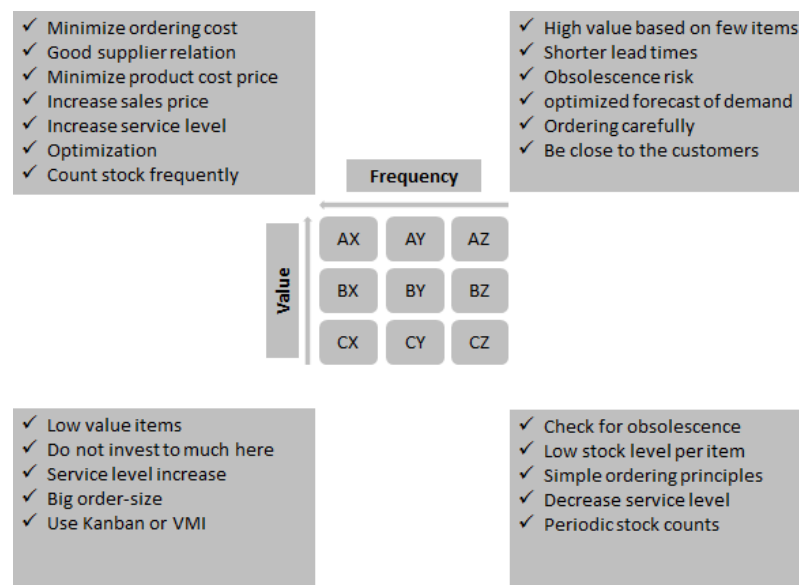 ✓ Minimize ordering cost
✓ Good supplier relation
✓ Minimize product cost price
✓ Increase sales price
✓ Increase service level
✓ Optimization
✓ Count stock frequently
✓ High value based on few items
✓ Shorter lead times
✓ Obsolescence risk
✓ optimized forecast of demand
✓ Ordering carefully
✓ Be close to the customers
Frequency
Value
AX AY AZ
BX BY BZ
CX CY CZ
✓ Low value items
✓ Do not invest to much here
✓ Service level increase
✓ Big order-size
✓ Use Kanban or VMI
✓ Check for obsolescence
✓ Low stock level per item
✓ Simple ordering principles
✓ Decrease service level
✓ Periodic stock counts